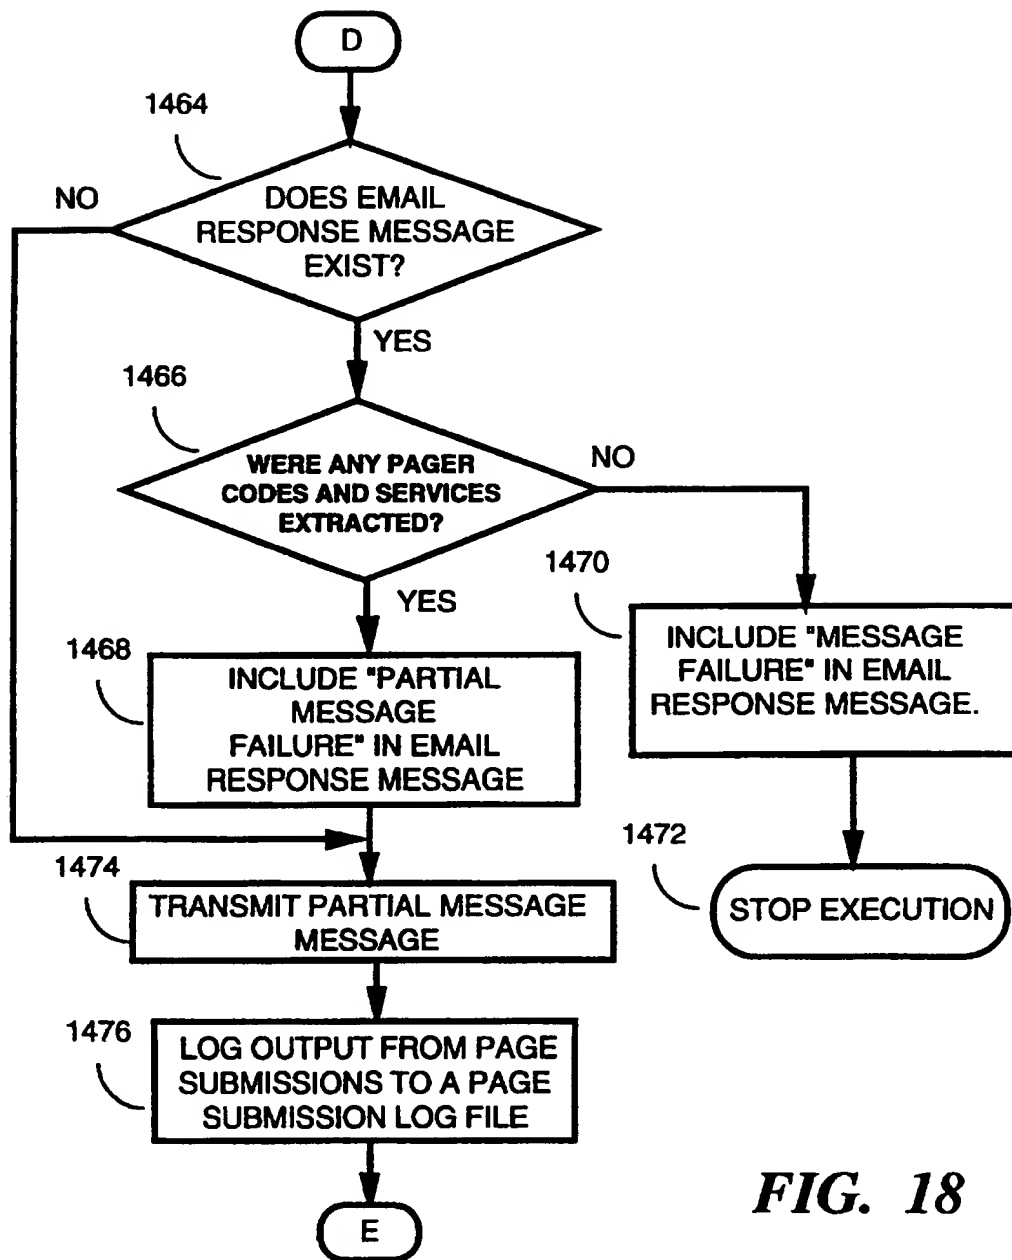 D
1464
NO
DOES EMAIL
RESPONSE MESSAGE
EXIST?
YES
1466
WERE ANY PAGER
CODES AND SERVICES
EXTRACTED?
NO
YES
1470
INCLUDE "MESSAGE
FAILURE" IN EMAIL
RESPONSE MESSAGE.
1468
INCLUDE "PARTIAL
MESSAGE
FAILURE" IN EMAIL
RESPONSE MESSAGE
1472
STOP EXECUTION
1474
TRANSMIT PARTIAL MESSAGE
MESSAGE
1476
LOG OUTPUT FROM PAGE
SUBMISSIONS TO A PAGE
SUBMISSION LOG FILE
E
FIG. 18